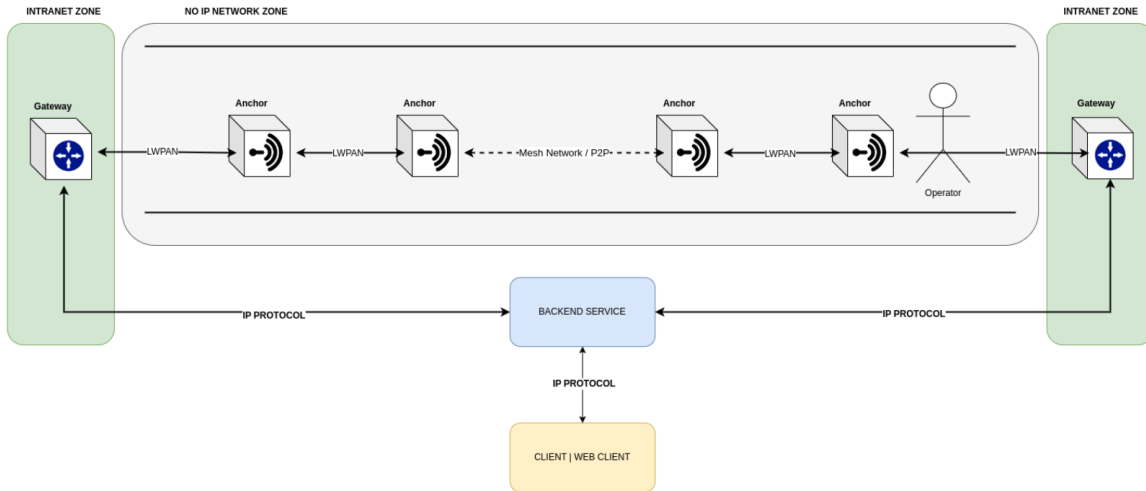 INTRANET ZONE
NO IP NETWORK ZONE
INTRANET ZONE
Gateway
Anchor
Anchor
Anchor
Anchor
Gateway
LWPAN
LWPAN
Mesh Network / P2P
LWPAN
LWPAN
Operator
IP PROTOCOL
BACKEND SERVICE
IP PROTOCOL
IP PROTOCOL
CLIENT | WEB CLIENT